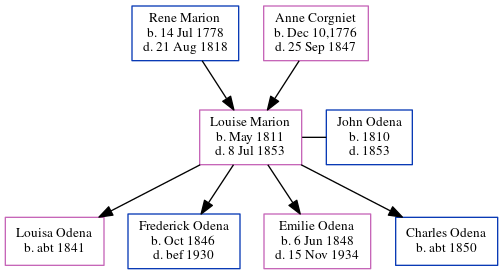 Rene Marion
b. 14 Jul 1778
d. 21 Aug 1818
Anne Corgniet
b. Dec 10,1776
d. 25 Sep 1847
Louise Marion
b. May 1811
d. 8 Jul 1853
John Odena
b. 1810
d. 1853
Louisa Odena
b. abt 1841
Frederick Odena
b. Oct 1846
d. bef 1930
Emilie Odena
b. 6 Jun 1848
d. 15 Nov 1934
Charles Odena
b. abt 1850